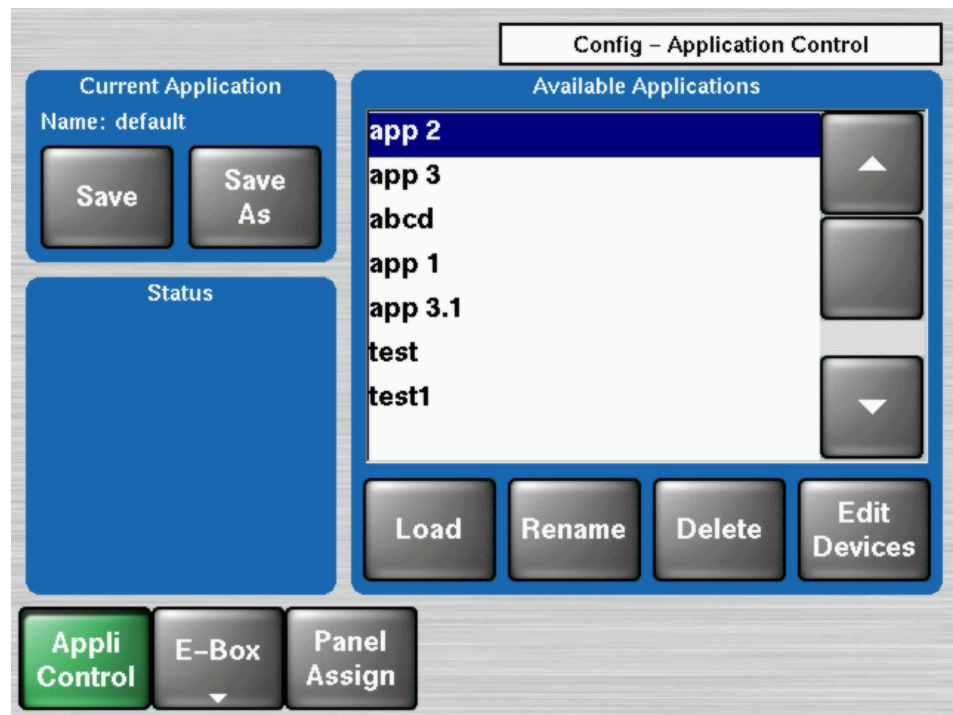 Config – Application Control
Current Application
Name: default
Save
Save
As
Status
Available Applications
app 2
app 3
abcd
app 1
app 3.1
test
test1
Load
Rename
Delete
Edit
Devices
Appli
Control
E–Box
Panel
Assign